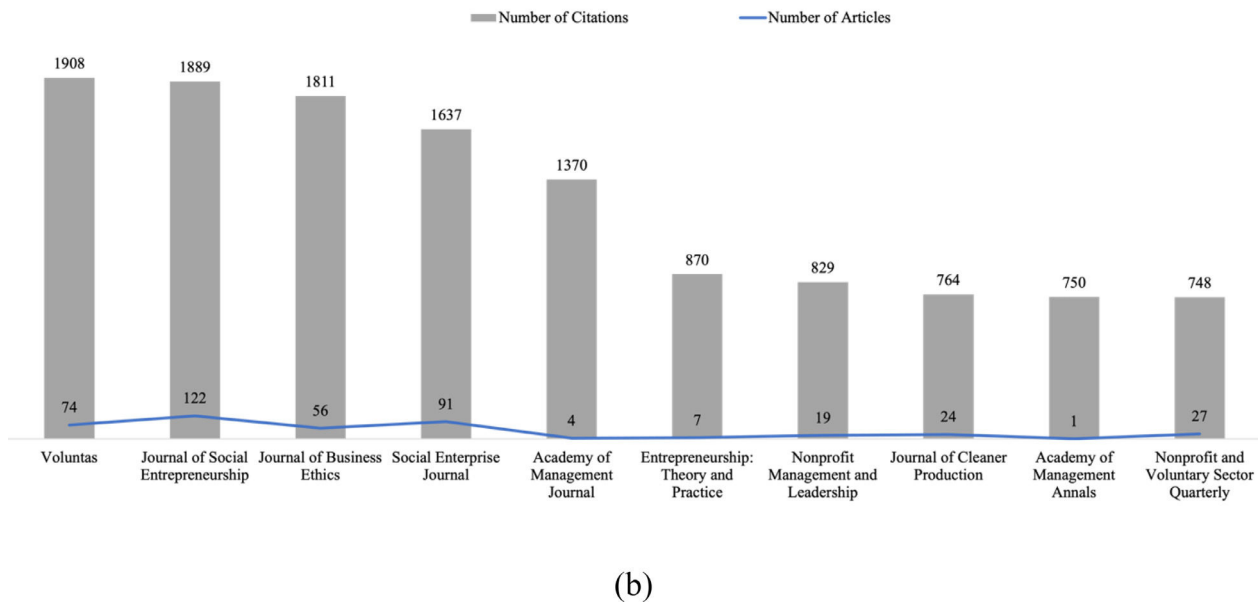 Number of Citations
Number of Articles
1908
1889
1811
1637
1370
870
829
764
750
748
74
122
56
91
4
7
19
24
1
27
Voluntas
Journal of Social
Entrepreneurship
Journal of Business
Ethics
Social Enterprise
Journal
Academy of
Management
Journal
Entrepreneurship:
Theory and
Practice
Nonprofit
Management and
Leadership
Journal of Cleaner
Production
Academy of
Management
Annals
Nonprofit and
Voluntary Sector
Quarterly
(b)